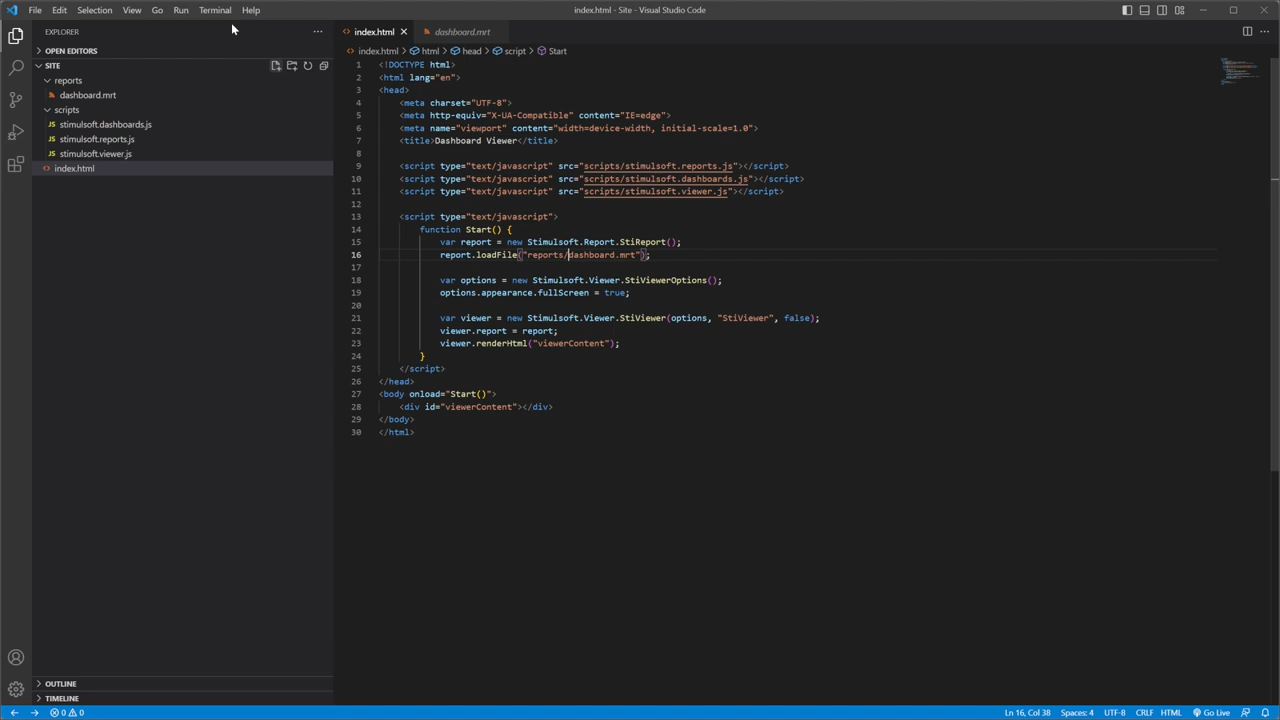 File Edit Selection View Go Run Terminal Help
index.html - Site - Visual Studio Code
EXPLORER
OPEN EDITORS
SITE
reports
dashboard.mrt
scripts
JS stimulsoft.dashboards.js
JS stimulsoft.reports.js
JS stimulsoft.viewer.js
<> index.html
OUTLINE
TIMELINE
<> index.html
dashboard.mrt
<> index.html > html > head > script > Start
1 <!DOCTYPE html>
2 <html lang="en">
3 <head>
4 <meta charset="UTF-8">
5 <meta http-equiv="X-UA-Compatible" content="IE=edge">
6 <meta name="viewport" content="width=device-width, initial-scale=1.0">
7 <title>Dashboard Viewer</title>
8
9 <script type="text/javascript" src="scripts/stimulsoft.reports.js"></script>
10 <script type="text/javascript" src="scripts/stimulsoft.dashboards.js"></script>
11 <script type="text/javascript" src="scripts/stimulsoft.viewer.js"></script>
12
13 <script type="text/javascript">
14 function Start() {
15 var report = new Stimulsoft.Report.StiReport();
16 report.loadFile("reports/dashboard.mrt");
17
18 var options = new Stimulsoft.Viewer.StiViewerOptions();
19 options.appearance.fullScreen = true;
20
21 var viewer = new Stimulsoft.Viewer.StiViewer(options, "StiViewer", false);
22 viewer.report = report;
23 viewer.renderHtml("viewerContent");
24 }
25 </script>
26 </head>
27 <body onload="Start()">
28 <div id="viewerContent"></div>
29 </body>
30 </html>
0 0
Ln 16, Col 38 Spaces: 4 UTF-8 CRLF HTML Go Live